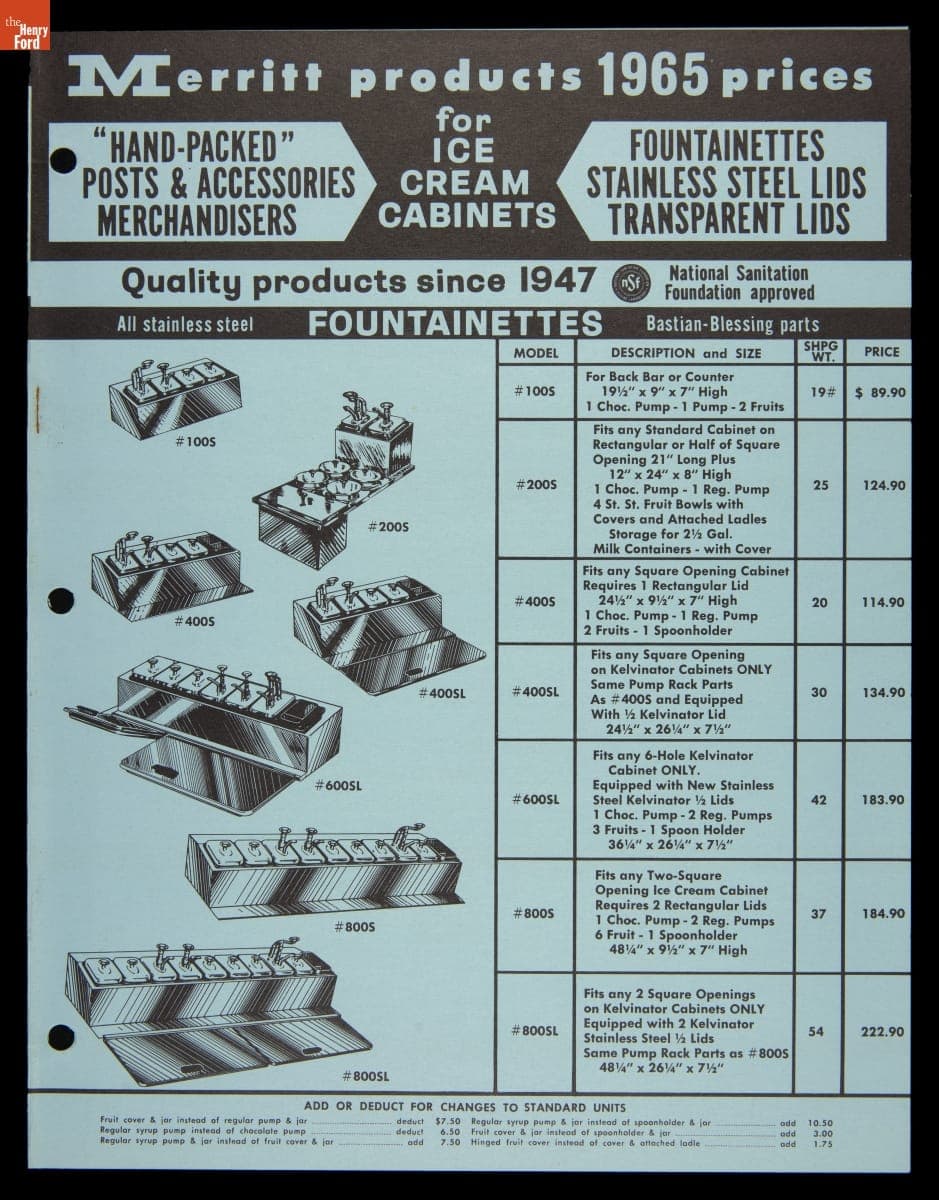 the
Henry
Ford
Merritt products 1965 prices
for
ICE
CREAM
CABINETS
"HAND-PACKED"
POSTS & ACCESSORIES
MERCHANDISERS
FOUNTAINETTES
STAINLESS STEEL LIDS
TRANSPARENT LIDS
Quality products since 1947
nSf
National Sanitation
Foundation approved
All stainless steel FOUNTAINETTES Bastian-Blessing parts
#100S
#200S
#400S
#400SL
#600SL
#800S
#800SL
MODEL DESCRIPTION and SIZE SHPG WT. PRICE
#100S
For Back Bar or Counter
19½" x 9" x 7" High
1 Choc. Pump - 1 Pump - 2 Fruits
19# $ 89.90
#200S
Fits any Standard Cabinet on
Rectangular or Half of Square
Opening 21" Long Plus
12" x 24" x 8" High
1 Choc. Pump - 1 Reg. Pump
4 St. St. Fruit Bowls with
Covers and Attached Ladles
Storage for 2½ Gal.
Milk Containers - with Cover
25 124.90
#400S
Fits any Square Opening Cabinet
Requires 1 Rectangular Lid
24½" x 9½" x 7" High
1 Choc. Pump - 1 Reg. Pump
2 Fruits - 1 Spoonholder
20 114.90
#400SL
Fits any Square Opening
on Kelvinator Cabinets ONLY
Same Pump Rack Parts
As #400S and Equipped
With ½ Kelvinator Lid
24½" x 26¼" x 7½"
30 134.90
#600SL
Fits any 6-Hole Kelvinator
Cabinet ONLY.
Equipped with New Stainless
Steel Kelvinator ½ Lids
1 Choc. Pump - 2 Reg. Pumps
3 Fruits - 1 Spoon Holder
36¼" x 26¼" x 7½"
42 183.90
#800S
Fits any Two-Square
Opening Ice Cream Cabinet
Requires 2 Rectangular Lids
1 Choc. Pump - 2 Reg. Pumps
6 Fruit - 1 Spoonholder
48¼" x 9½" x 7" High
37 184.90
#800SL
Fits any 2 Square Openings
on Kelvinator Cabinets ONLY
Equipped with 2 Kelvinator
Stainless Steel ½ Lids
Same Pump Rack Parts as #800S
48¼" x 26¼" x 7½"
54 222.90
ADD OR DEDUCT FOR CHANGES TO STANDARD UNITS
Fruit cover & jar instead of regular pump & jar deduct $7.50
Regular syrup pump instead of chocolate pump deduct 6.50
Regular syrup pump & jar instead of fruit cover & jar add 7.50
Regular syrup pump & jar instead of spoonholder & jar add 10.50
Fruit cover & jar instead of spoonholder & jar add 3.00
Hinged fruit cover instead of cover & attached ladle add 1.75